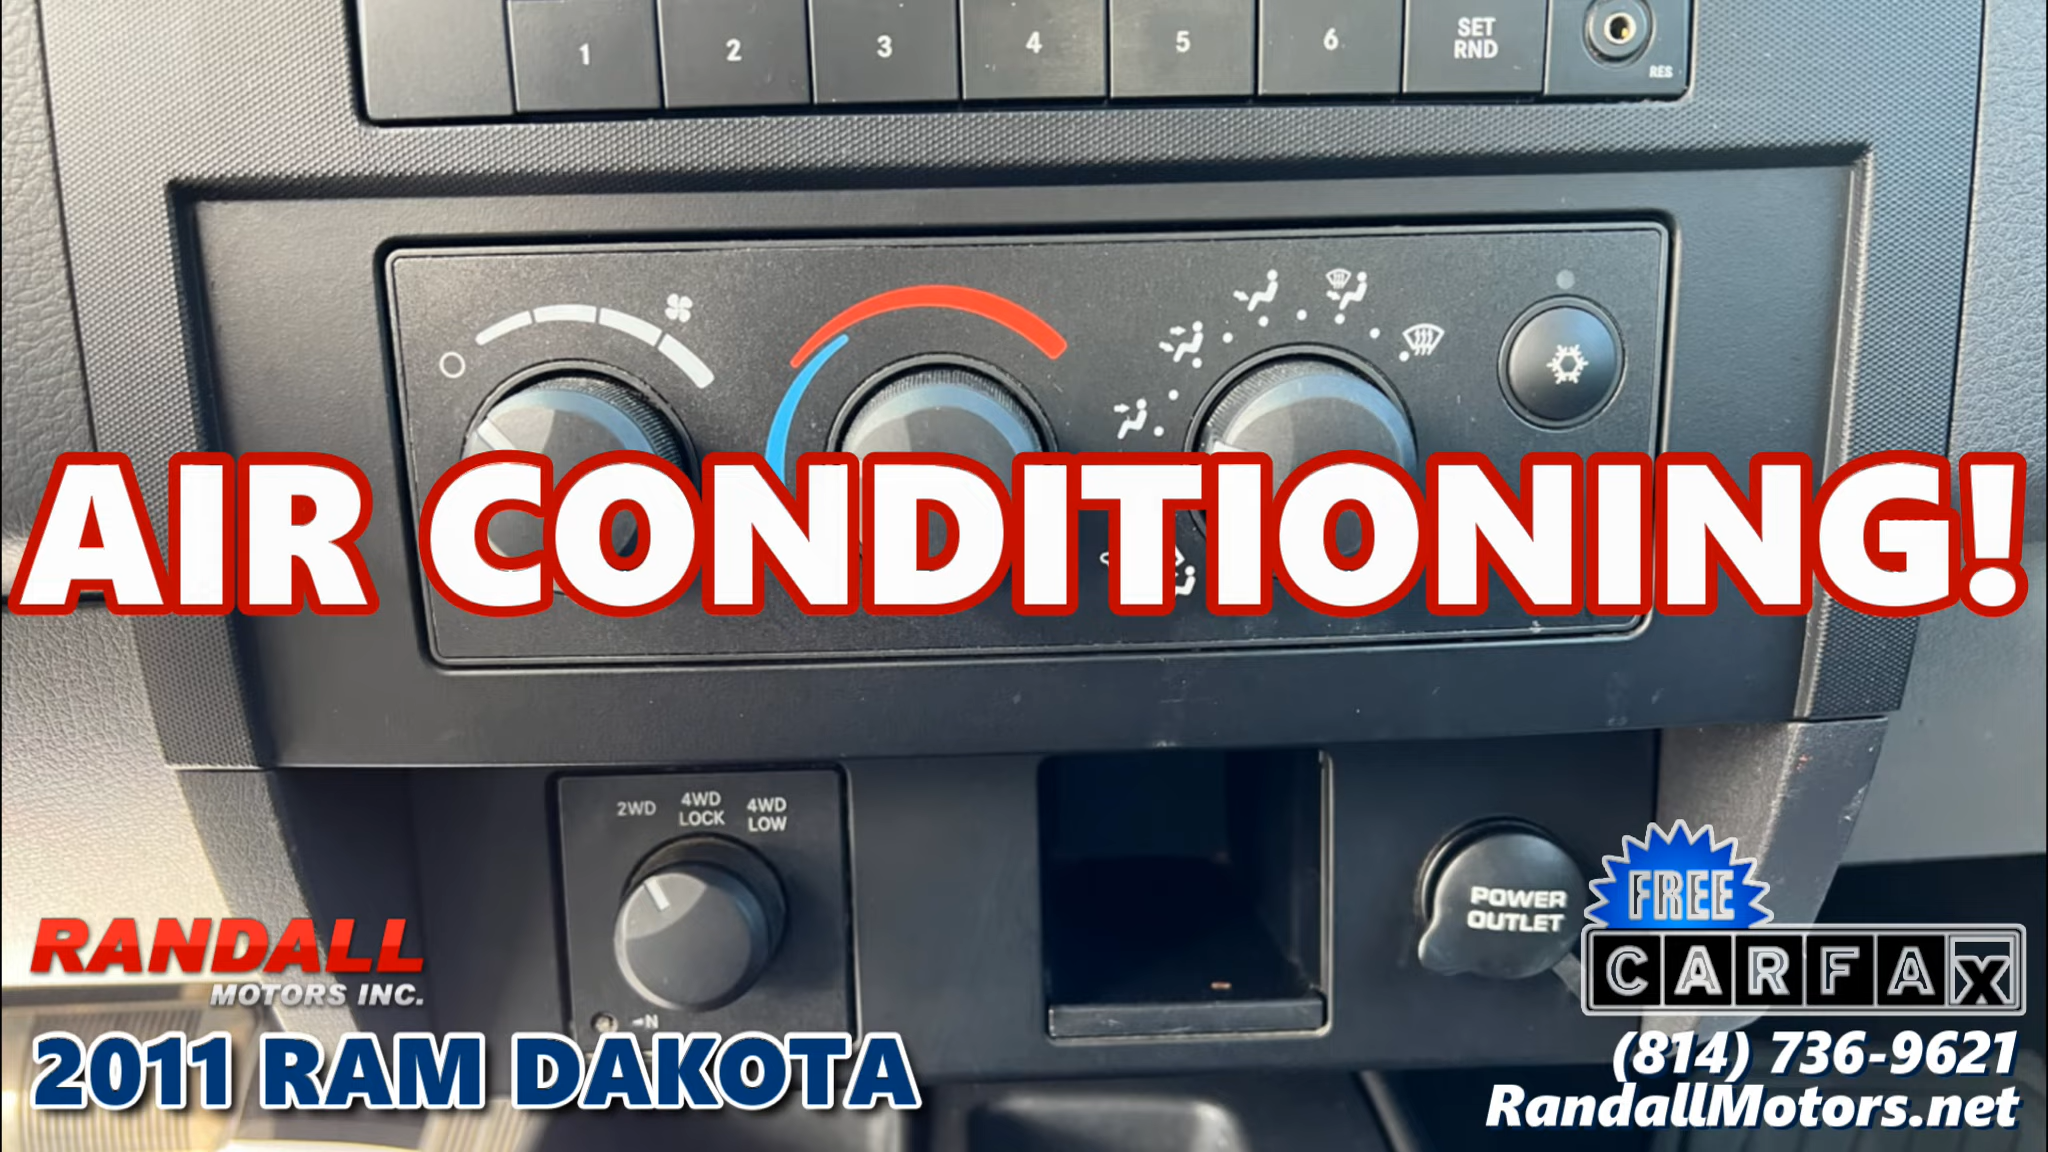 1 2 3 4 5 6 SET
RND
RES
AIR CONDITIONING!
2WD 4WD
LOCK 4WD
LOW
POWER
OUTLET
N
FREE
CARFAX
RANDALL
MOTORS INC.
2011 RAM DAKOTA
(814) 736-9621
RandallMotors.net